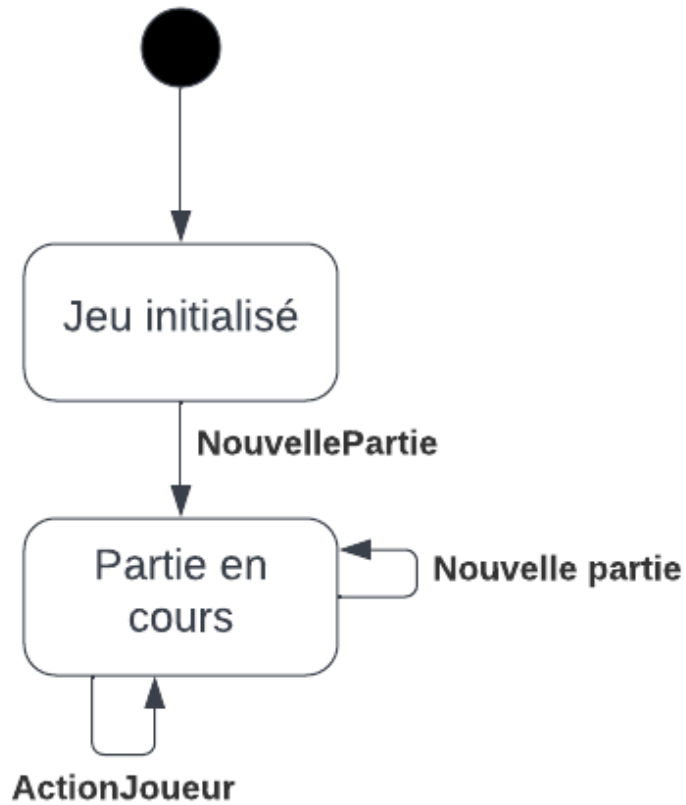 Jeu initialisé
NouvellePartie
Partie en
cours
Nouvelle partie
ActionJoueur